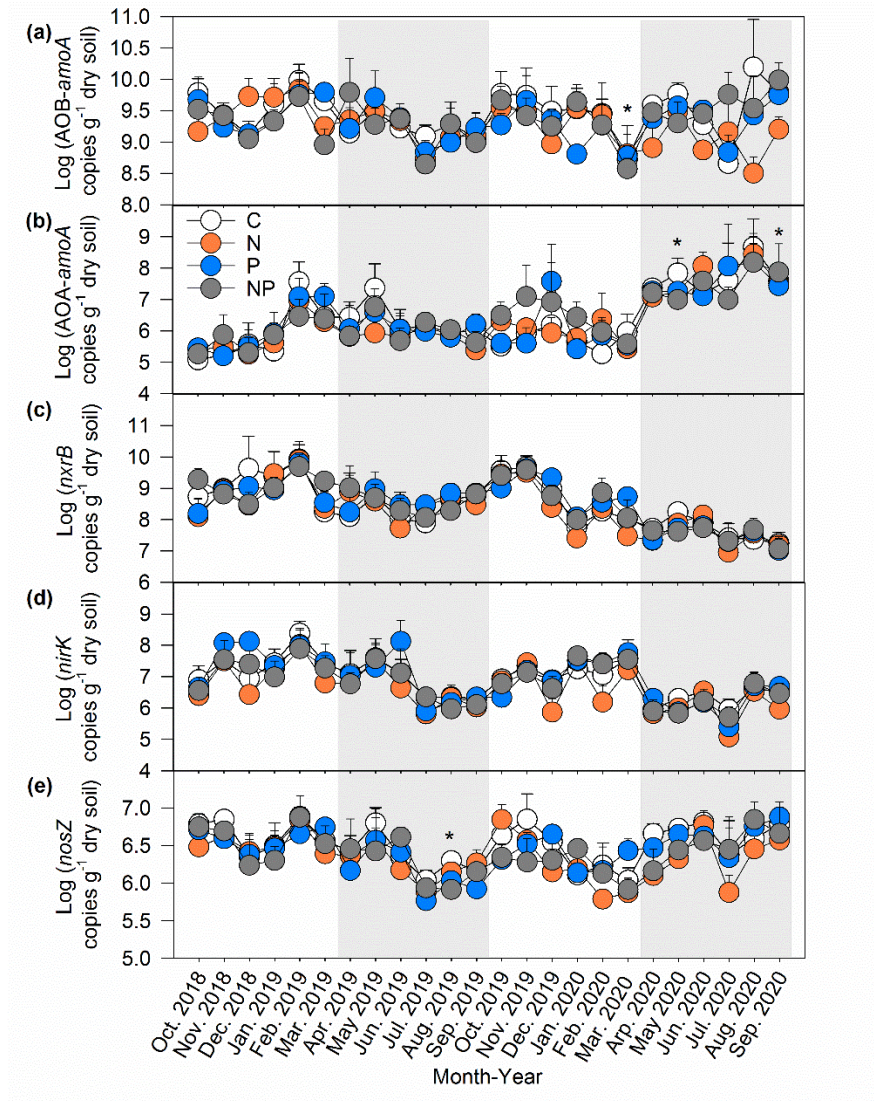 (a)
Log (AOB-amoA)
copies g⁻¹ dry soil)
11.0
10.5
10.0
9.5
9.0
8.5
8.0
*
(b)
Log (AOA-amoA)
copies g⁻¹ dry soil)
9
8
7
6
5
4
C
N
P
NP
*
*
(c)
Log (nxrB)
copies g⁻¹ dry soil)
11
10
9
8
7
6
(d)
Log (nirK)
copies g⁻¹ dry soil)
9
8
7
6
5
4
(e)
Log (nosZ)
copies g⁻¹ dry soil)
7.0
6.5
6.0
5.5
5.0
*
Oct. 2018
Nov. 2018
Dec. 2018
Jan. 2019
Feb. 2019
Mar. 2019
Apr. 2019
May 2019
Jun. 2019
Jul. 2019
Aug. 2019
Sep. 2019
Oct. 2019
Nov. 2019
Dec. 2019
Jan. 2020
Feb. 2020
Mar. 2020
Arp. 2020
May 2020
Jun. 2020
Jul. 2020
Aug. 2020
Sep. 2020
Month-Year